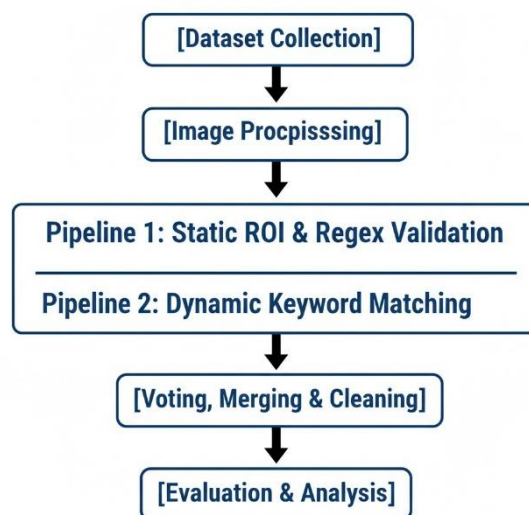 [Dataset Collection]
[Image Procpisssing]
Pipeline 1: Static ROI & Regex Validation
Pipeline 2: Dynamic Keyword Matching
[Voting, Merging & Cleaning]
[Evaluation & Analysis]